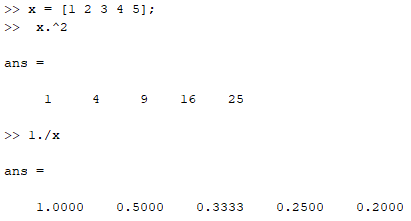 >> x = [1 2 3 4 5];
>> x.^2
ans =
1 4 9 16 25
>> 1./x
ans =
1.0000 0.5000 0.3333 0.2500 0.2000